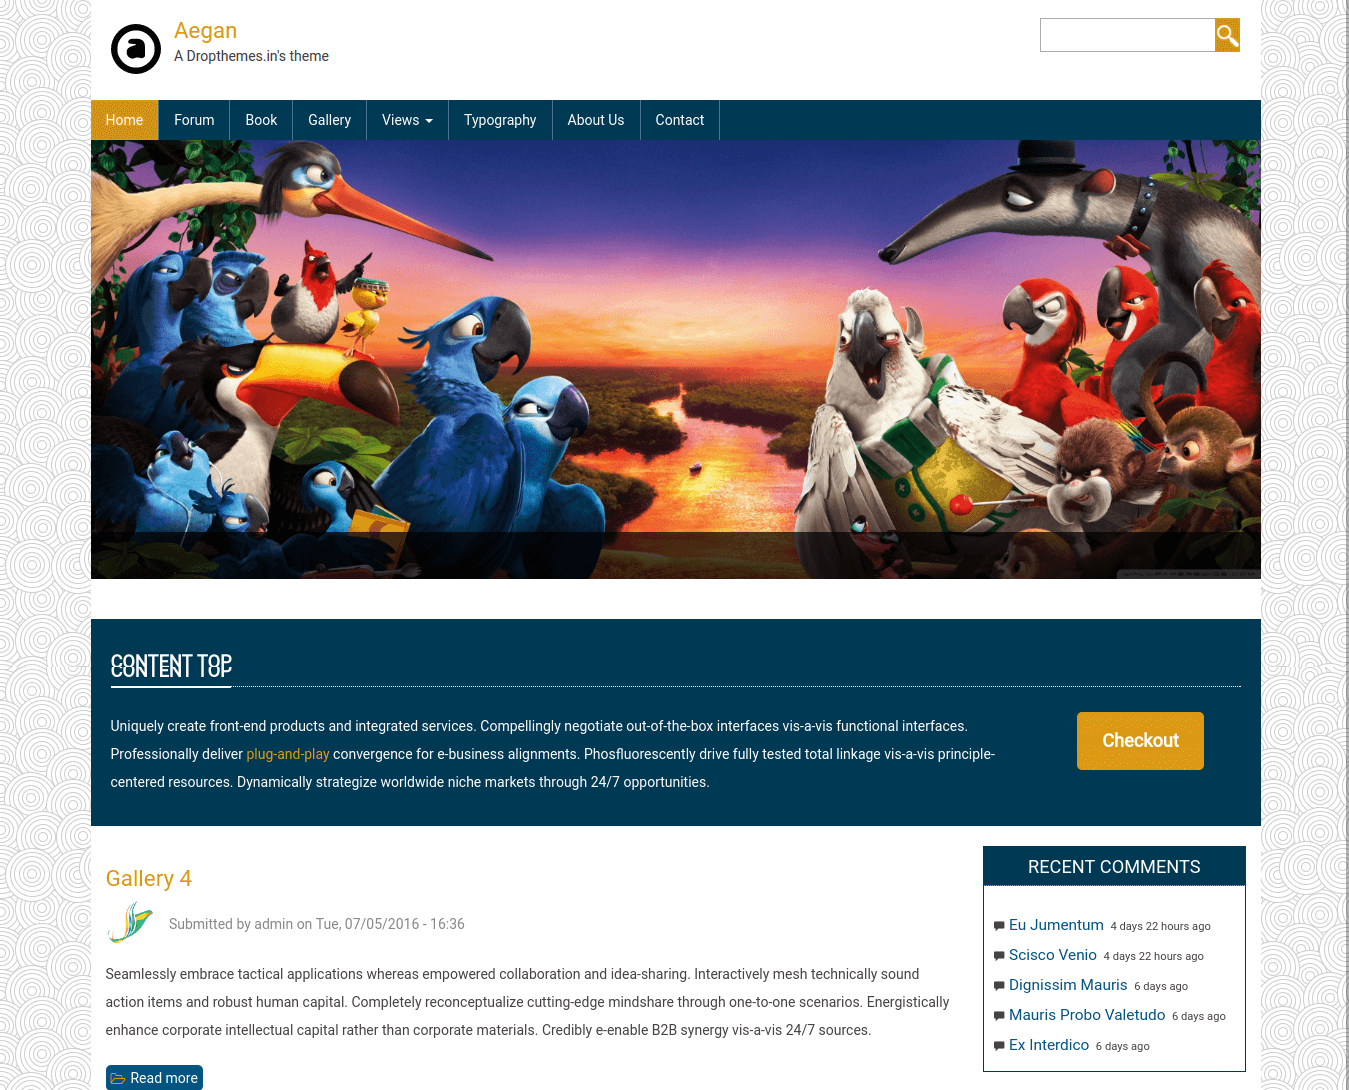 Aegan
A Dropthemes.in's theme
Home
Forum
Book
Gallery
Views
Typography
About Us
Contact
CONTENT TOP
Uniquely create front-end products and integrated services. Compellingly negotiate out-of-the-box interfaces vis-a-vis functional interfaces.
Professionally deliver plug-and-play convergence for e-business alignments. Phosfluorescently drive fully tested total linkage vis-a-vis principle-
centered resources. Dynamically strategize worldwide niche markets through 24/7 opportunities.
Checkout
Gallery 4
Submitted by admin on Tue, 07/05/2016 - 16:36
Seamlessly embrace tactical applications whereas empowered collaboration and idea-sharing. Interactively mesh technically sound
action items and robust human capital. Completely reconceptualize cutting-edge mindshare through one-to-one scenarios. Energistically
enhance corporate intellectual capital rather than corporate materials. Credibly e-enable B2B synergy vis-a-vis 24/7 sources.
Read more
RECENT COMMENTS
Eu Jumentum 4 days 22 hours ago
Scisco Venio 4 days 22 hours ago
Dignissim Mauris 6 days ago
Mauris Probo Valetudo 6 days ago
Ex Interdico 6 days ago